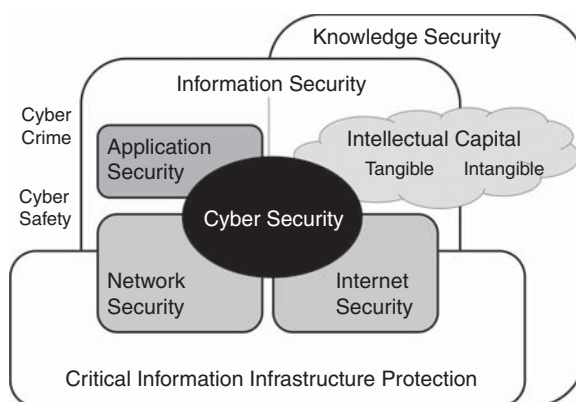 Knowledge Security
Information Security
Cyber
Crime
Application
Security
Intellectual Capital
Tangible Intangible
Cyber
Safety
Cyber Security
Network
Security
Internet
Security
Critical Information Infrastructure Protection